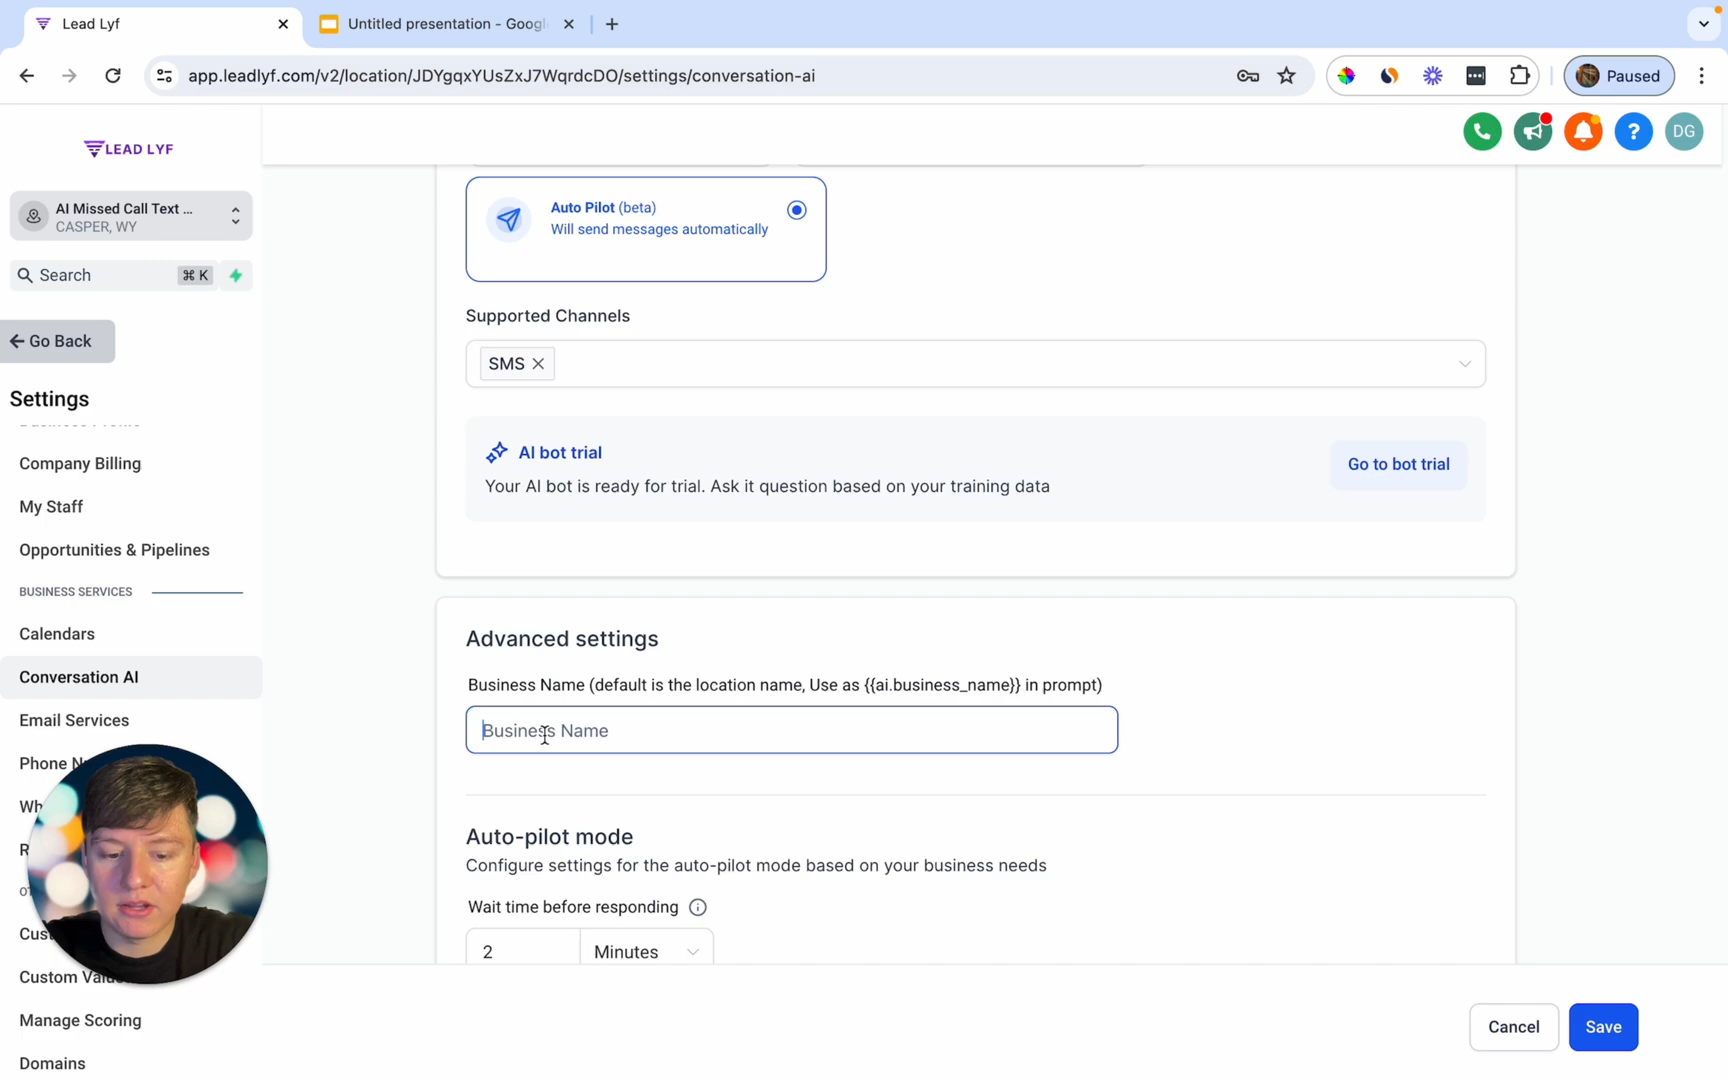 Lead Lyf
Untitled presentation - Googl
app.leadlyf.com/v2/location/JDYgqxYUsZxJ7WqrdcDO/settings/conversation-ai
Paused
LEAD LYF
DG
AI Missed Call Text ...
CASPER, WY
Search
⌘ K
Go Back
Settings
Company Billing
My Staff
Opportunities & Pipelines
BUSINESS SERVICES
Calendars
Conversation AI
Email Services
Phone N
Wh
R
Cust
Custom Value
Manage Scoring
Domains
Auto Pilot (beta)
Will send messages automatically
Supported Channels
SMS
AI bot trial
Your AI bot is ready for trial. Ask it question based on your training data
Go to bot trial
Advanced settings
Business Name (default is the location name, Use as {{ai.business_name}} in prompt)
Business Name
Auto-pilot mode
Configure settings for the auto-pilot mode based on your business needs
Wait time before responding
2
Minutes
Cancel
Save